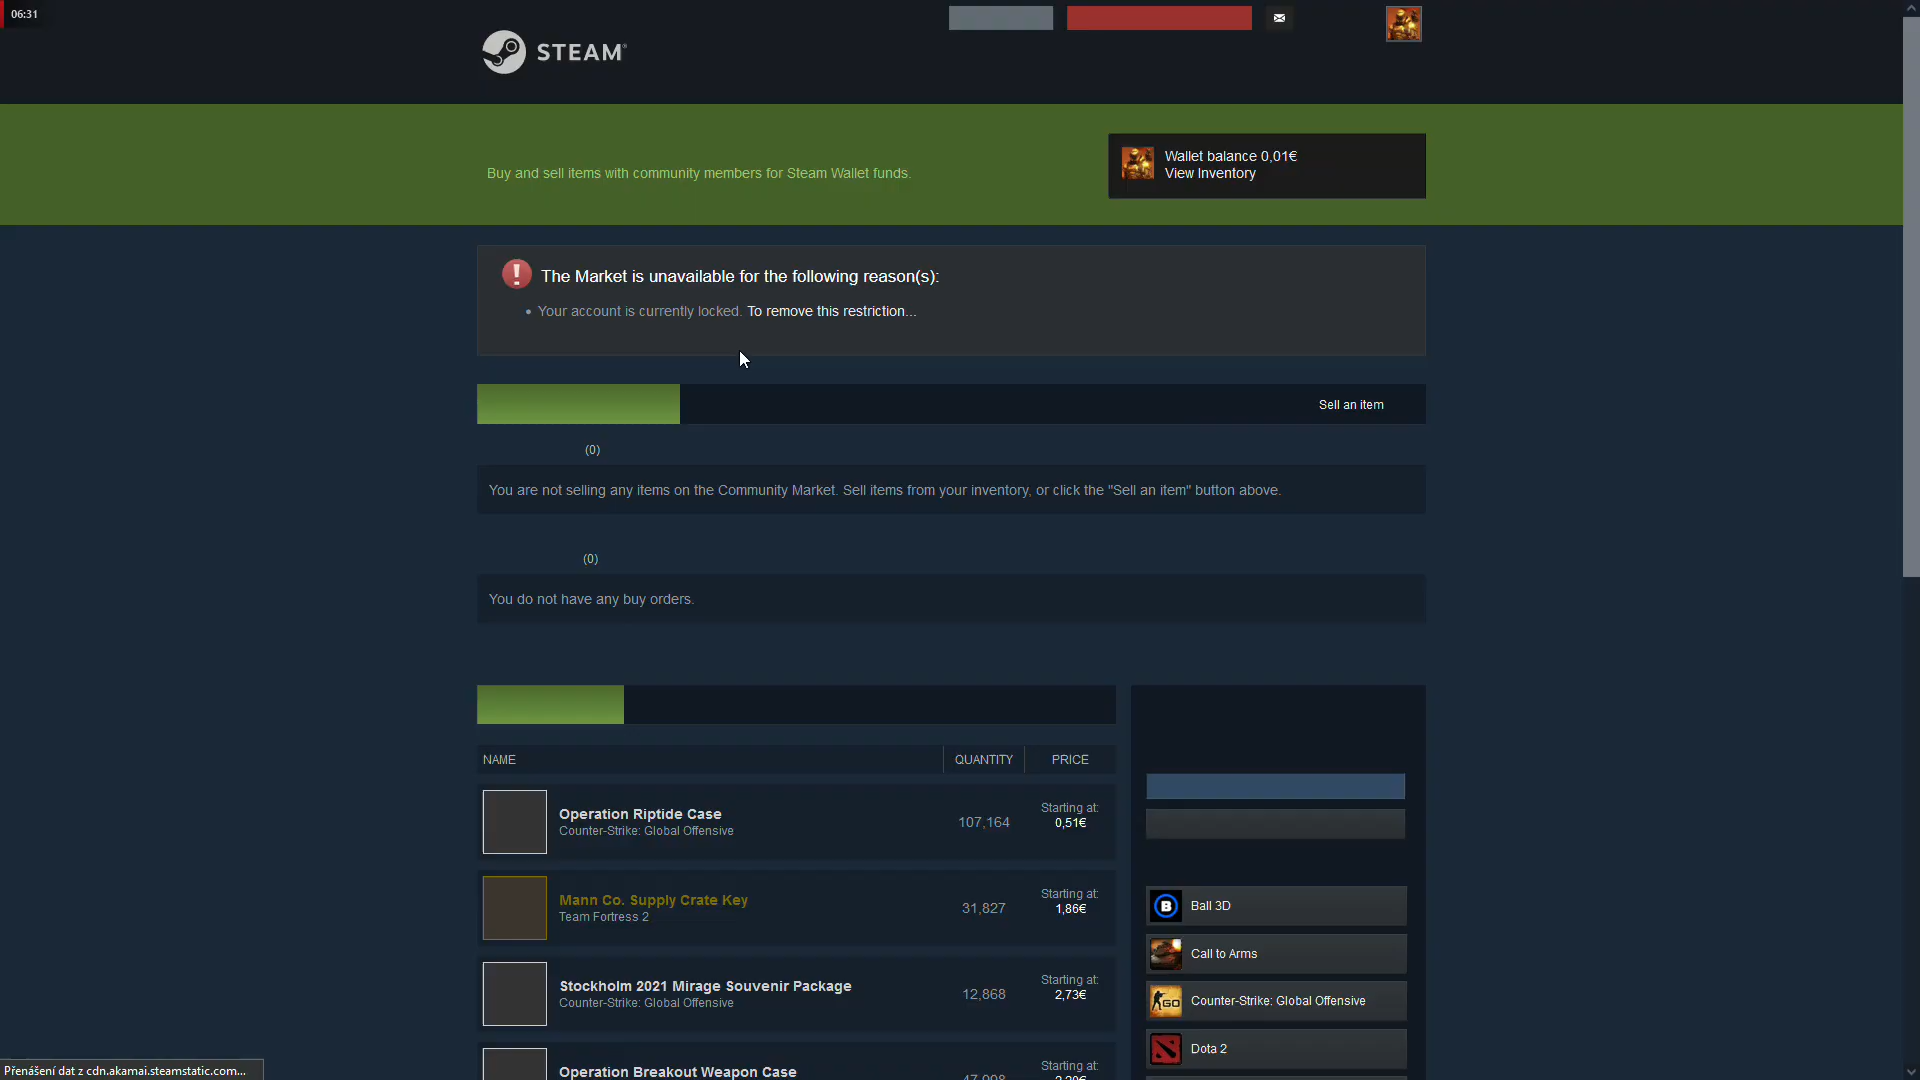 06:31
STEAM
Buy and sell items with community members for Steam Wallet funds.
Wallet balance 0,01€
View Inventory
The Market is unavailable for the following reason(s):
• Your account is currently locked. To remove this restriction...
Sell an item
(0)
You are not selling any items on the Community Market. Sell items from your inventory, or click the "Sell an item" button above.
(0)
You do not have any buy orders.
NAME QUANTITY PRICE
Operation Riptide Case
Counter-Strike: Global Offensive
107,164
Starting at:
0,51€
Mann Co. Supply Crate Key
Team Fortress 2
31,827
Starting at:
1,86€
Stockholm 2021 Mirage Souvenir Package
Counter-Strike: Global Offensive
12,868
Starting at:
2,73€
Operation Breakout Weapon Case
Starting at:
B
Ball 3D
Call to Arms
GO
Counter-Strike: Global Offensive
Dota 2
Přenášení dat z cdn.akamai.steamstatic.com...